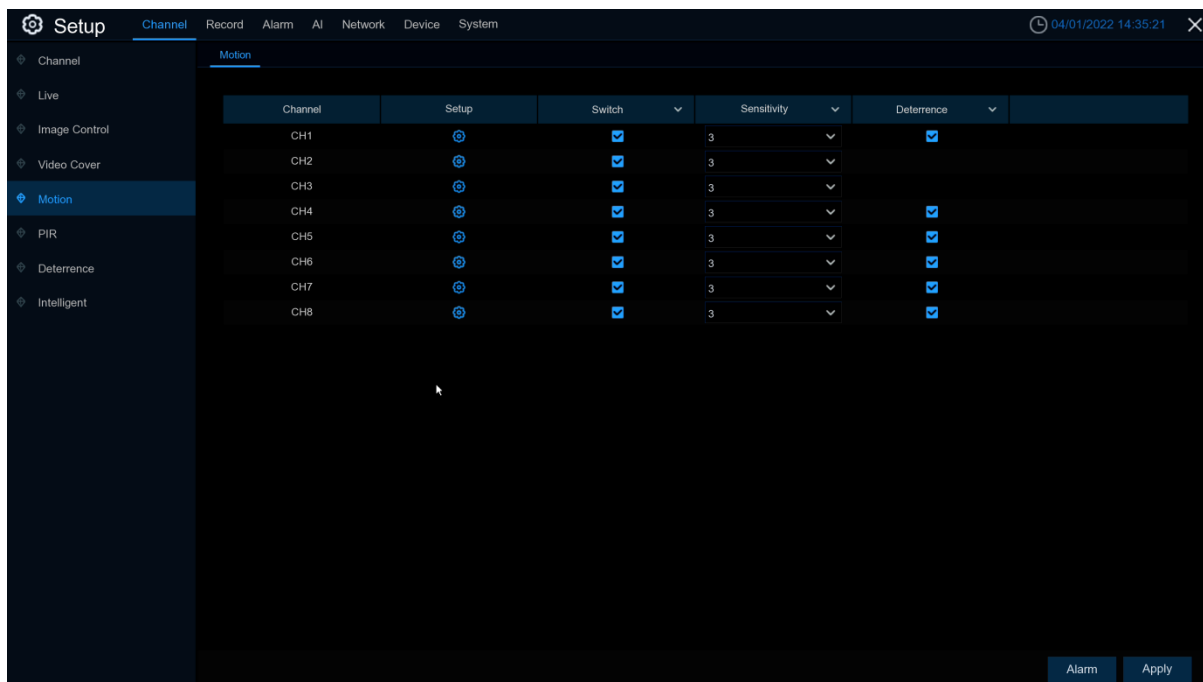 Setup Channel Record Alarm AI Network Device System 04/01/2022 14:35:21
Channel
Motion
Live
Image Control
Video Cover
Motion
PIR
Deterrence
Intelligent
Channel Setup Switch Sensitivity Deterrence
CH1 3
CH2 3
CH3 3
CH4 3
CH5 3
CH6 3
CH7 3
CH8 3
Alarm Apply